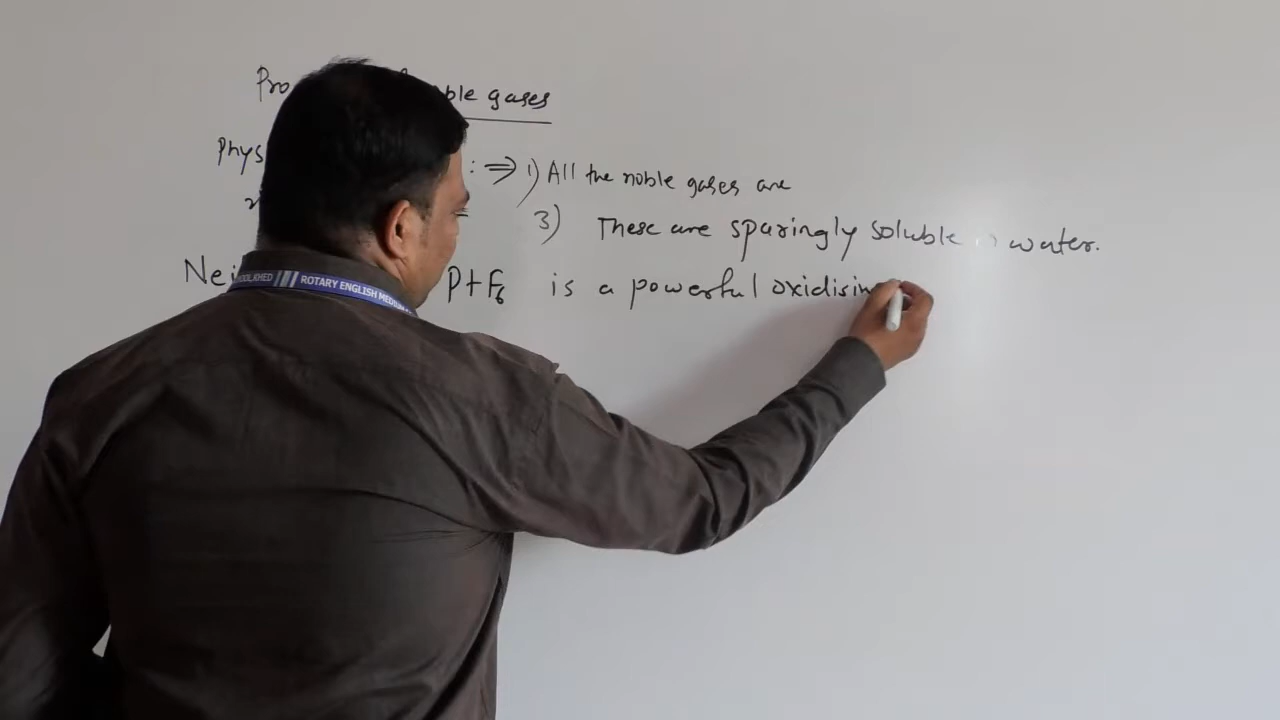 Pro ble gases
Phys : ⇒ 1) All the noble gases are
3) These are sparingly soluble water.
Nei PtF6 is a powerful oxidisin
ROTARY ENGLISH MEDIUM